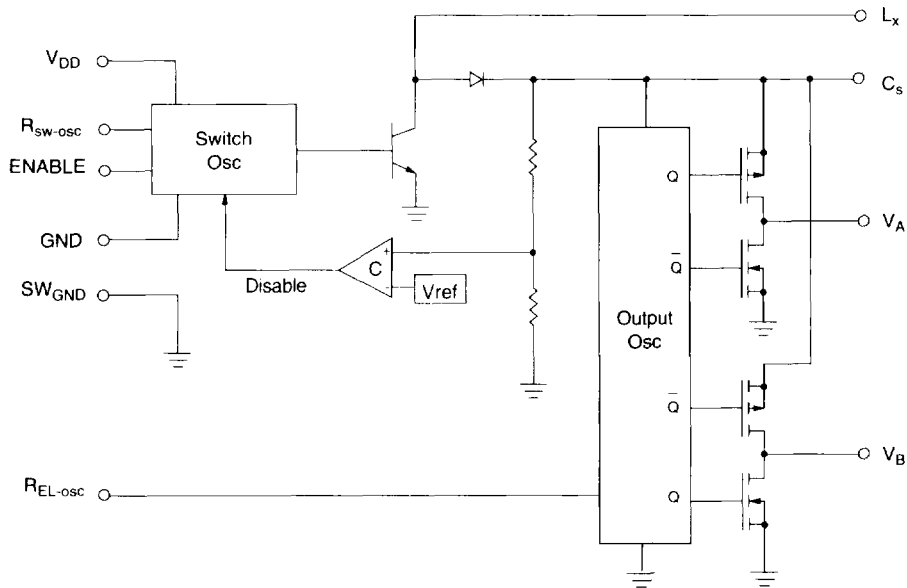 Lx
VDD
Cs
Rsw-osc
Switch
Osc
ENABLE
Q
VA
GND
+
C
Q̅
Disable
-
Vref
SWGND
Output
Osc
Q̅
VB
REL-osc
Q